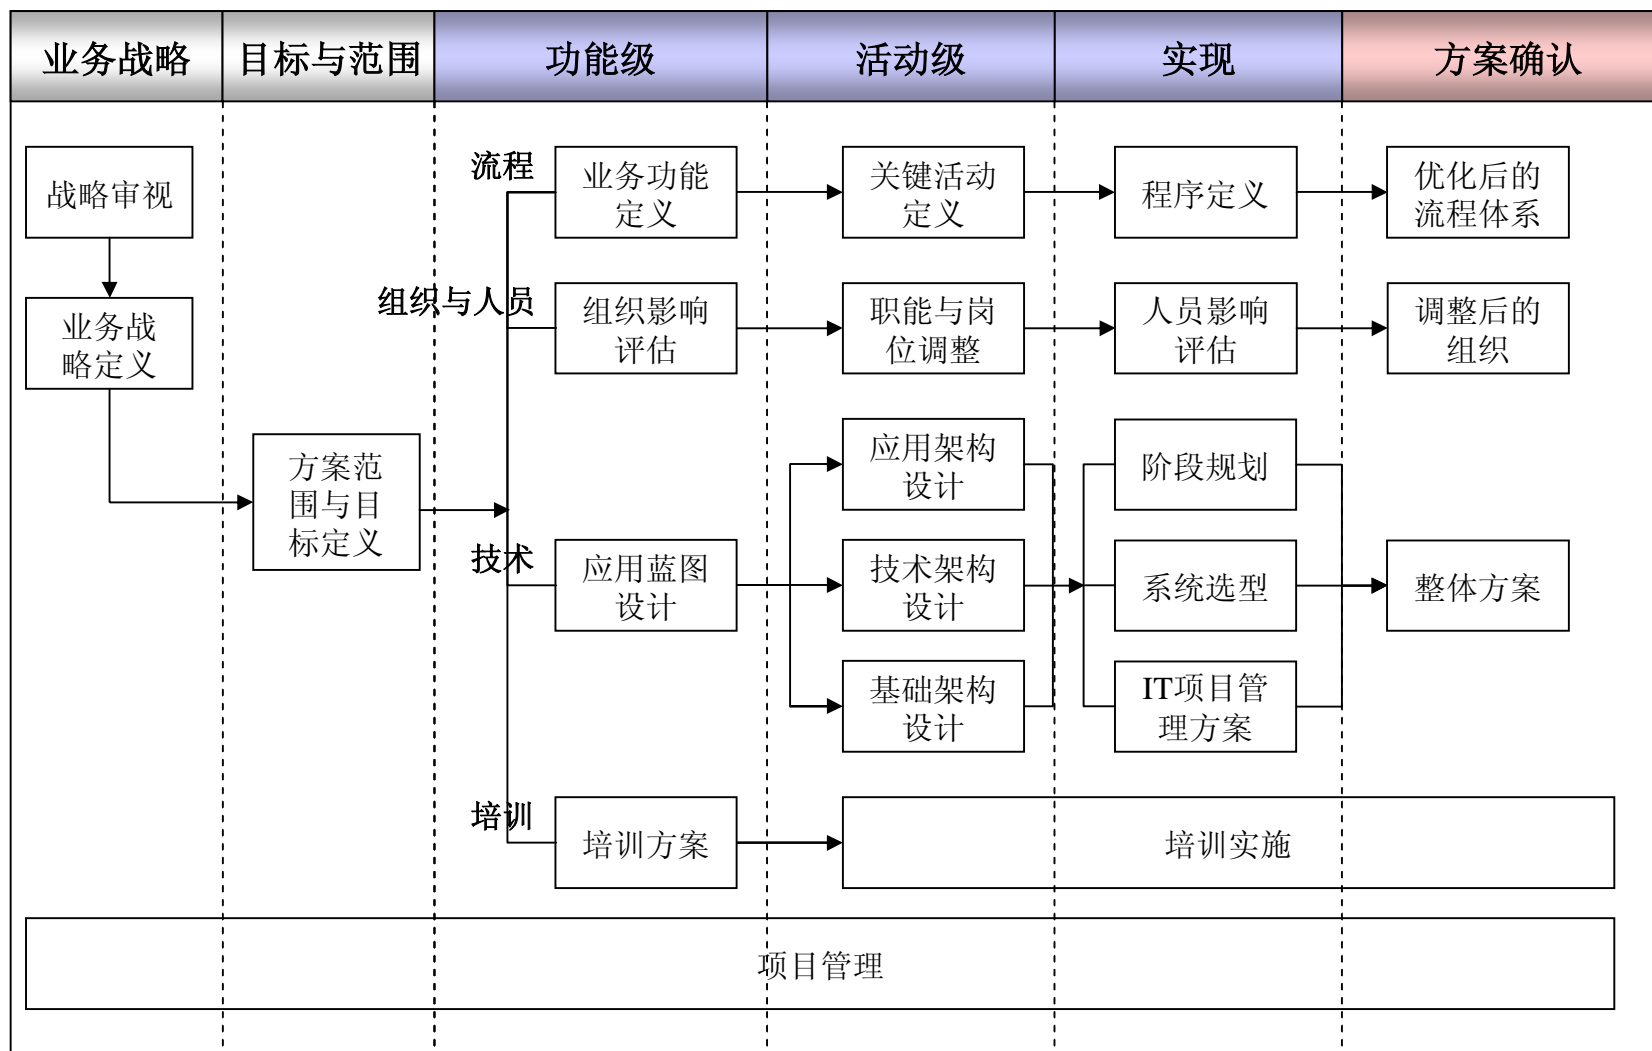 业务战略
目标与范围
功能级
活动级
实现
方案确认
战略审视
业务战
略定义
方案范
围与目
标定义
流程
业务功能
定义
关键活动
定义
程序定义
优化后的
流程体系
组织与人员
组织影响
评估
职能与岗
位调整
人员影响
评估
调整后的
组织
技术
应用蓝图
设计
应用架构
设计
技术架构
设计
基础架构
设计
阶段规划
系统选型
IT项目管
理方案
整体方案
培训
培训方案
培训实施
项目管理